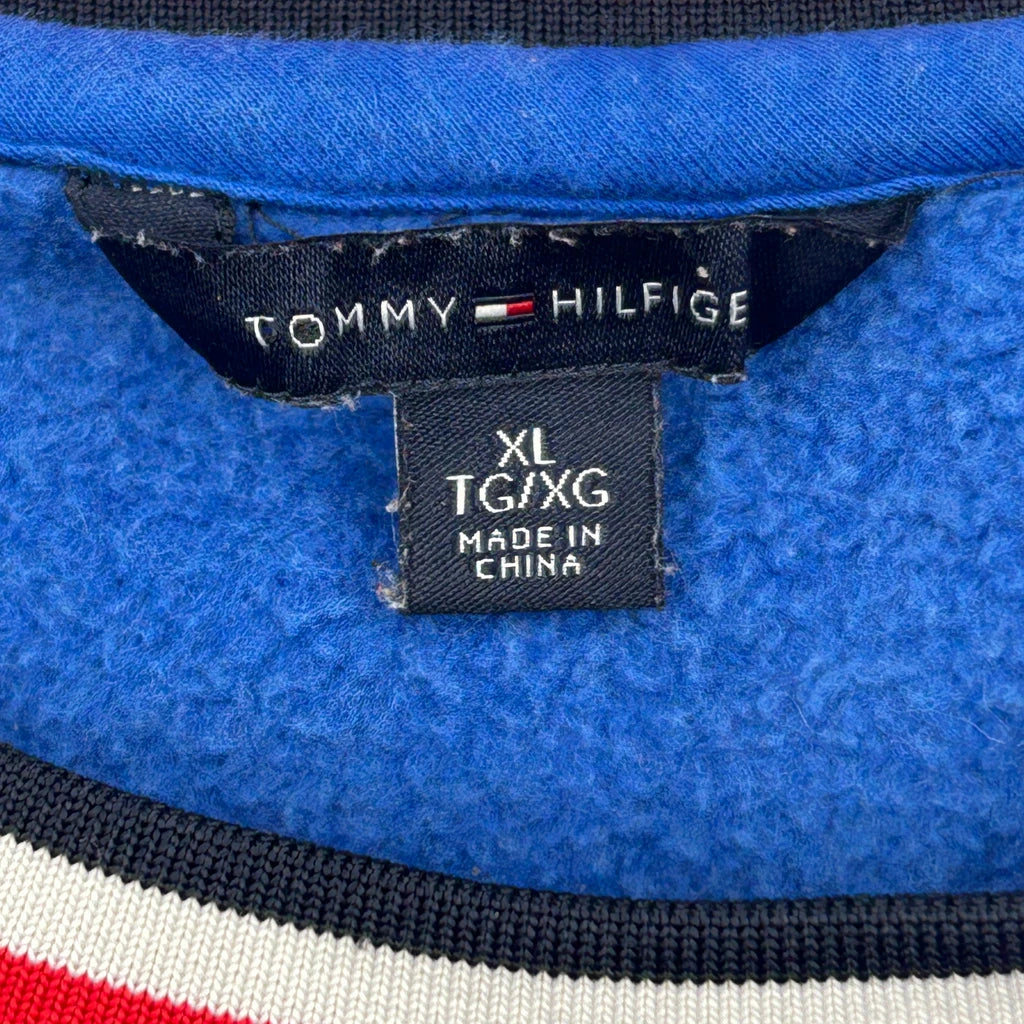 TOMMY HILFIGE
XL
TG/XG
MADE IN
CHINA